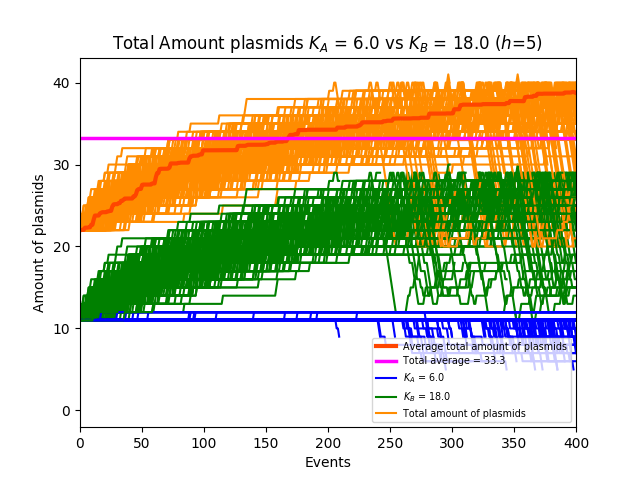 Total Amount plasmids K_A = 6.0 vs K_B = 18.0 (h=5)
Amount of plasmids
40
30
20
10
0
0 50 100 150 200 250 300 350 400
Events
Average total amount of plasmids
Total average = 33.3
K_A = 6.0
K_B = 18.0
Total amount of plasmids